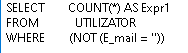 SELECT COUNT(*) AS Expr1
FROM UTILIZATOR
WHERE (NOT (E_mail = ''))